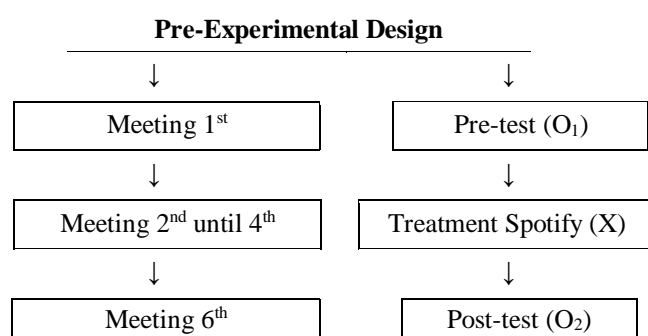 Pre-Experimental Design
↓ ↓
Meeting 1st Pre-test (O₁)
↓ ↓
Meeting 2nd until 4th Treatment Spotify (X)
↓ ↓
Meeting 6th Post-test (O₂)